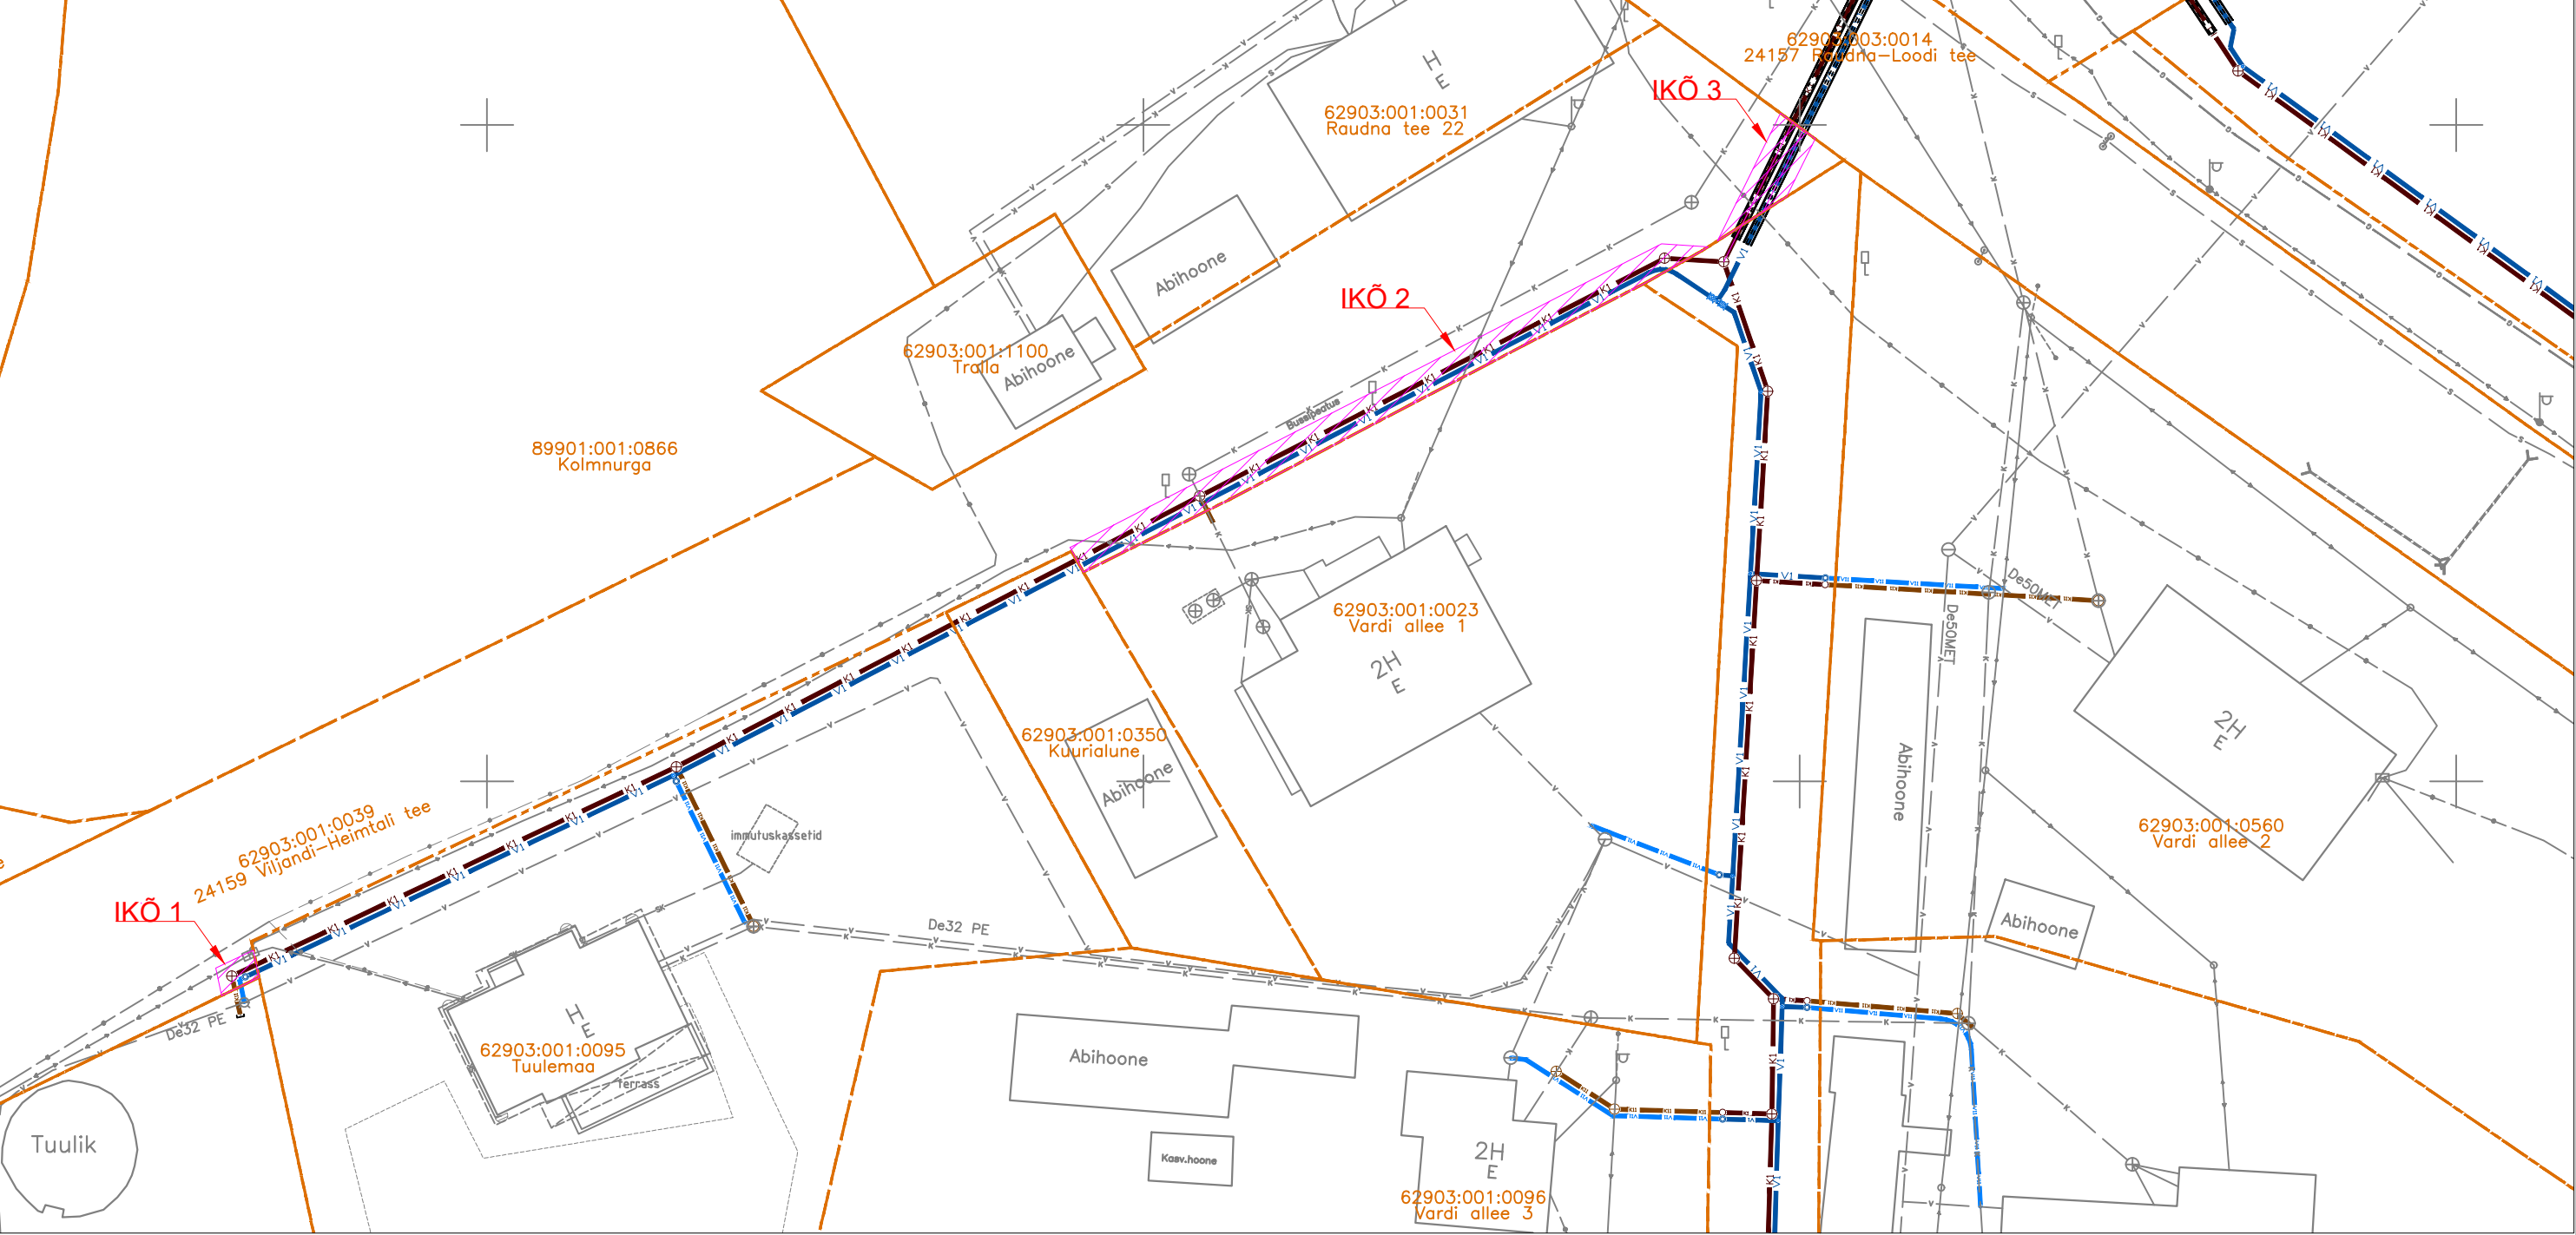 62903:003:0014
24157 Raudna-Loodi tee
IKÕ 3
H
E
62903:001:0031
Raudna tee 22
Abihoone
IKÕ 2
62903:001:1100
Tralla
Abihoone
Bussipeatus
89901:001:0866
Kolmnurga
62903:001:0023
Vardi allee 1
2H
E
De50MET
De50MET
62903:001:0350
Kuurialune
Abihoone
Abihoone
2H
E
62903:001:0560
Vardi allee 2
62903:001:0039
24159 Viljandi-Heimtali tee
immutuskassetid
IKÕ 1
De32 PE
Abihoone
De32 PE
H
E
62903:001:0095
Tuulemaa
terrass
Abihoone
Tuulik
Kasv.hoone
2H
E
62903:001:0096
Vardi allee 3
K1
V1